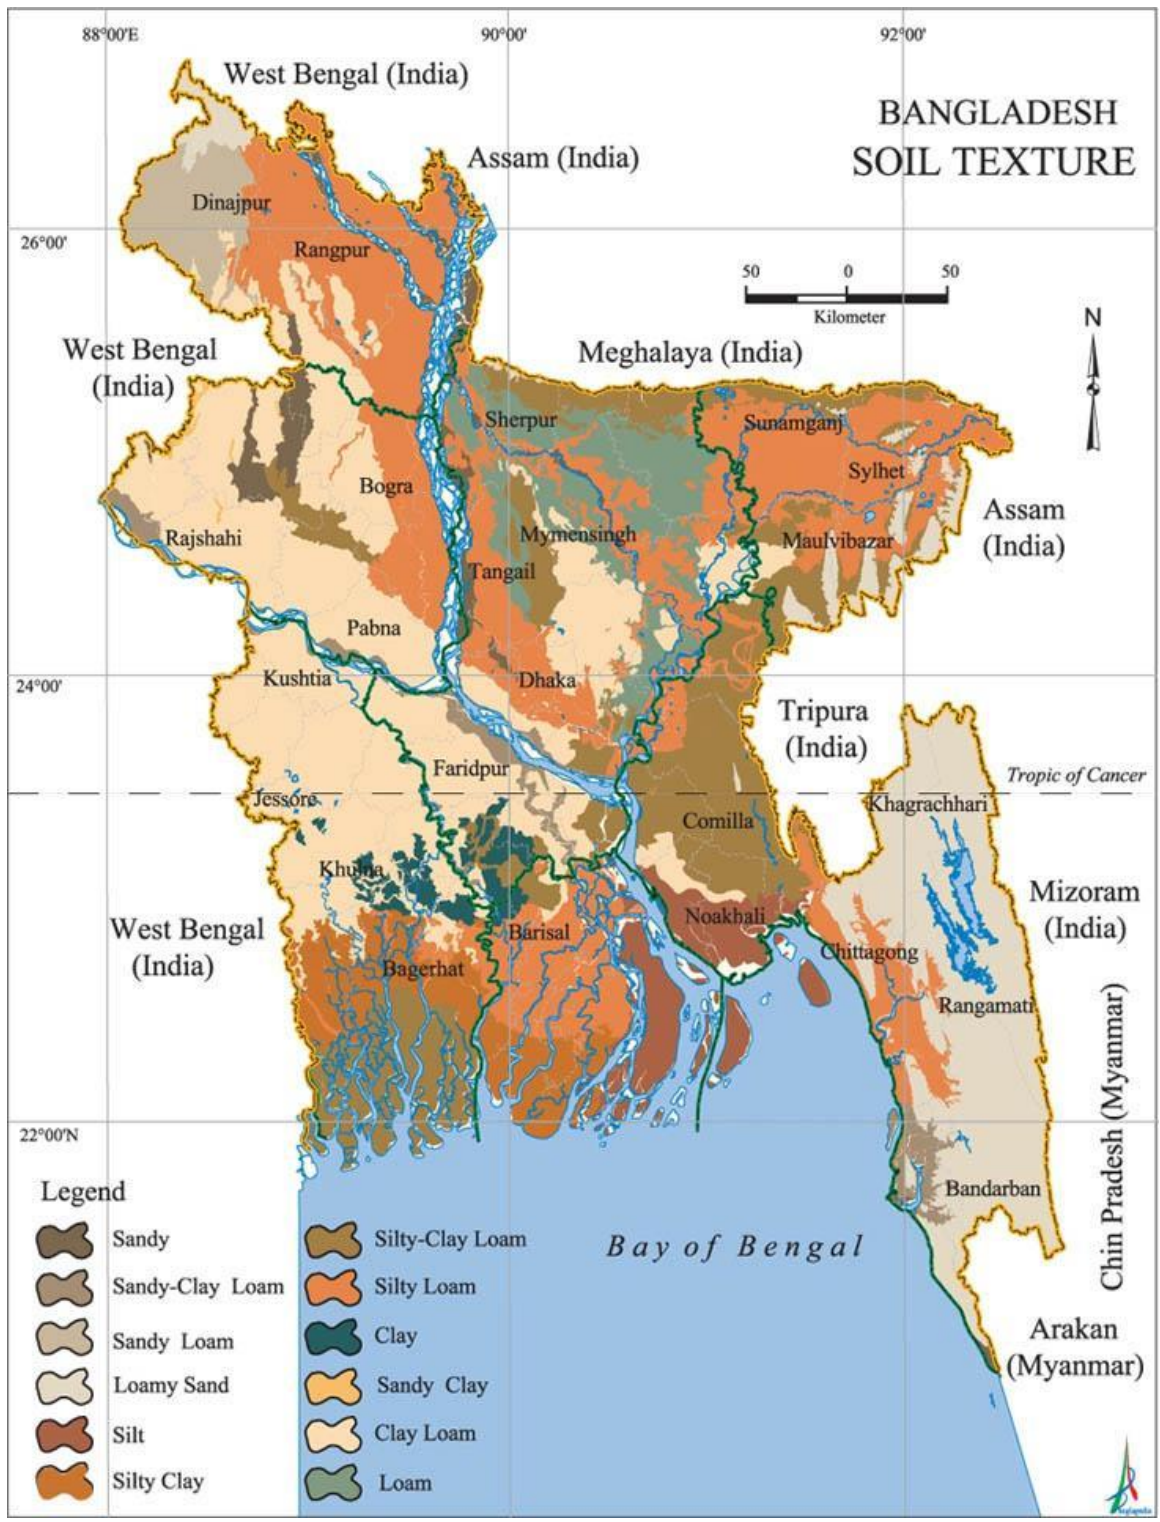 88°00'E
90°00'
92°00'
West Bengal (India)
BANGLADESH
SOIL TEXTURE
Assam (India)
Dinajpur
26°00'
Rangpur
50
0
50
Kilometer
N
West Bengal
(India)
Meghalaya (India)
Sherpur
Sunamganj
Sylhet
Bogra
Assam
(India)
Rajshahi
Mymensingh
Maulvibazar
Tangail
Pabna
Kushtia
24°00'
Dhaka
Tripura
(India)
Faridpur
Tropic of Cancer
Jessore
Khagrachhari
Comilla
Khulna
Mizoram
(India)
West Bengal
(India)
Noakhali
Barisal
Chittagong
Bagerhat
Rangamati
Chin Pradesh (Myanmar)
22°00'N
Bandarban
Legend
Sandy
Sandy-Clay Loam
Sandy Loam
Loamy Sand
Silt
Silty Clay
Silty-Clay Loam
Silty Loam
Clay
Sandy Clay
Clay Loam
Loam
Bay of Bengal
Arakan
(Myanmar)